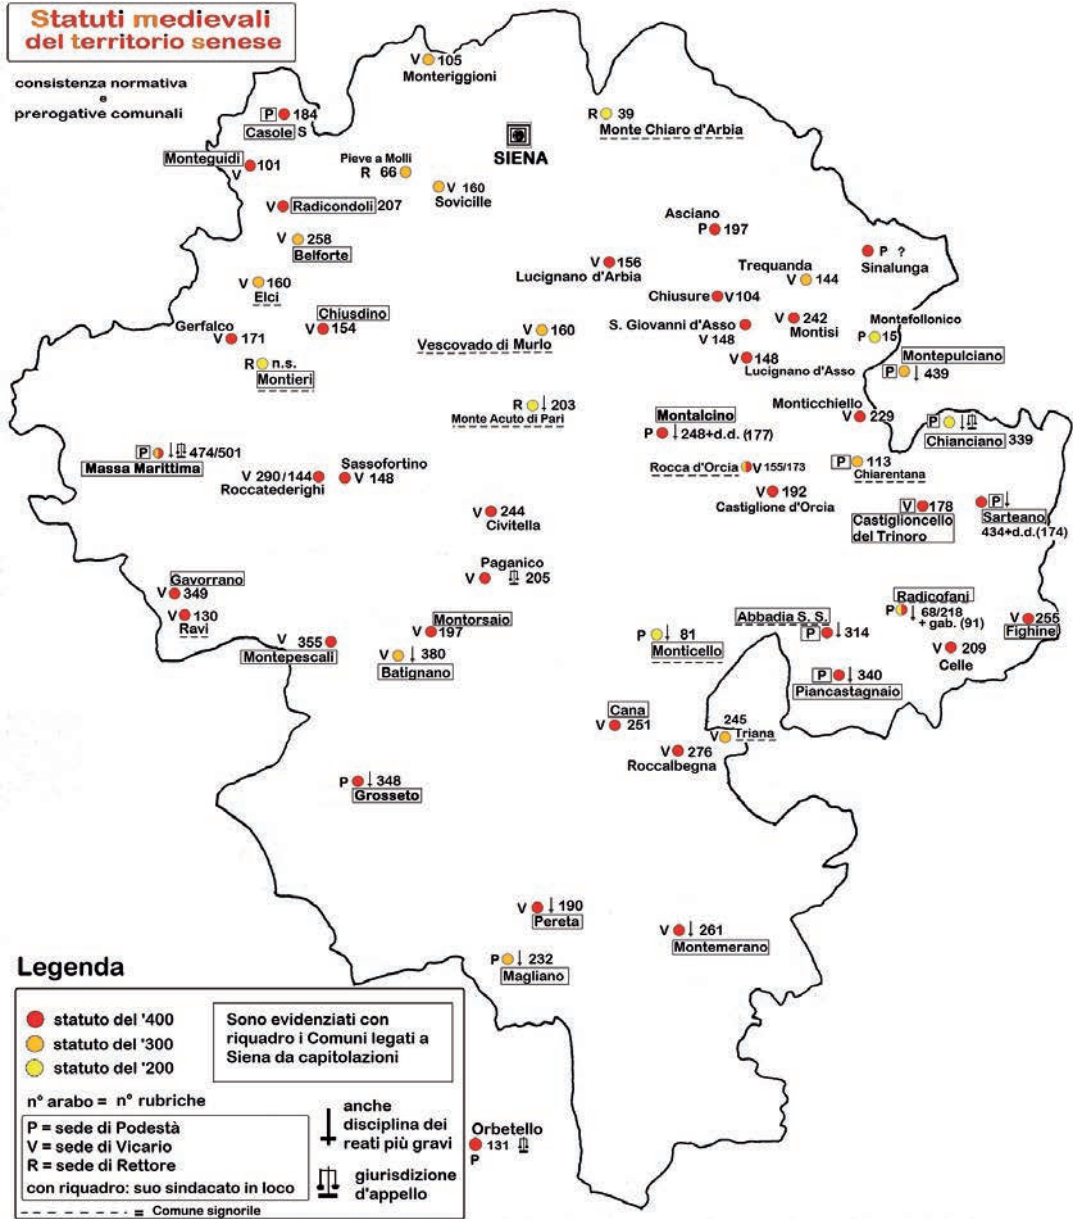 Statuti medievali
del territorio senese
consistenza normativa
e
prerogative comunali
V 105
Monteriggioni
P 184
Casole S
R 39
Monte Chiaro d'Arbia
SIENA
Monteguidi
V 101
Pieve a Molli
R 66
V 160
Sovicille
V Radicondoli 207
Asciano
P 197
V 258
Belforte
P ?
Sinalunga
V 156
Lucignano d'Arbia
Trequanda
V 144
V 160
Elci
Chiusure V 104
Chiusdino
V 154
Gerfalco
V 171
V 160
Vescovado di Murlo
S. Giovanni d'Asso
V 148
V 242
Montisi
Montefollonico
P 15
R n.s.
Montieri
V 148
Lucignano d'Asso
Montepulciano
P 439
R 203
Monte Acuto di Pari
Montalcino
P 248+d.d. (177)
Monticchiello
V 229
P
Chianciano 339
P 474/501
Massa Marittima
V 290/144
Roccatederighi
Sassofortino
V 148
Rocca d'Orcia V 155/173
P 113
Chiarentana
V 192
Castiglione d'Orcia
V 178
Castiglioncello
del Trinoro
P
Sarteano
434+d.d.(174)
V 244
Civitella
Paganico
V 205
Gavorrano
V 349
V 130
Ravi
Montorsaio
V 197
V 355
Montepescali
V 380
Batignano
P 81
Monticello
Abbadia S. S.
P 314
Radicofani
P 68/218
+ gab. (91)
V 255
Fighine
V 209
Celle
P 340
Piancastagnaio
Cana
V 251
245
V Triana
V 276
Roccalbegna
P 348
Grosseto
V 190
Pereta
V 261
Montemerano
P 232
Magliano
Legenda
statuto del '400
statuto del '300
statuto del '200
Sono evidenziati con
riquadro i Comuni legati a
Siena da capitolazioni
n° arabo = n° rubriche
P = sede di Podestà
V = sede di Vicario
R = sede di Rettore
con riquadro: suo sindacato in loco
= Comune signorile
anche
disciplina dei
reati più gravi
giurisdizione
d'appello
Orbetello
131
P